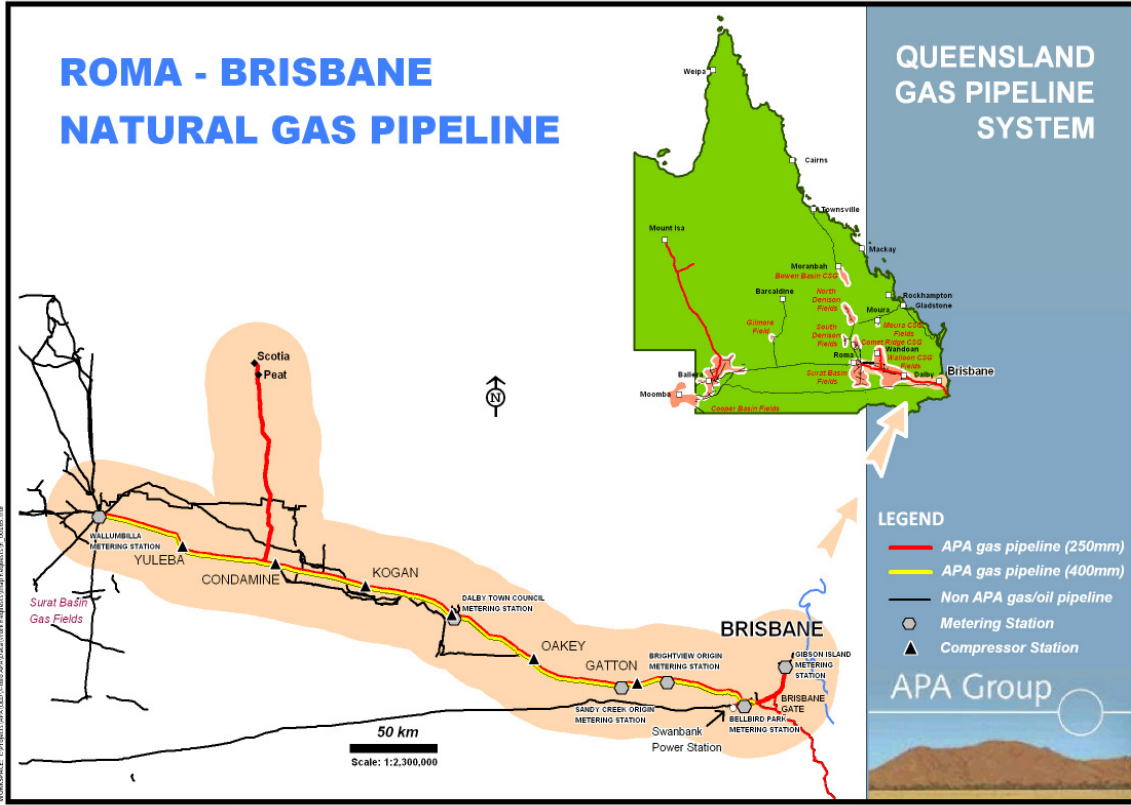 ROMA - BRISBANE
NATURAL GAS PIPELINE
QUEENSLAND
GAS PIPELINE
SYSTEM
Weipa
Cairns
Townsville
Mount Isa
Mackay
Moranbah
Bowen Basin CSG
Barcaldine
North
Denison
Fields
Rockhampton
Gladstone
Moura
Gilmore
Field
South
Denison
Fields
Moura CSG
Fields
Comet Ridge CSG
Wandoan
Roma
Walloon CSG
Fields
Ballera
Surat Basin
Fields
Dalby
Brisbane
Moomba
Cooper Basin Fields
Scotia
Peat
N
WALLUMBILLA
METERING STATION
YULEBA
CONDAMINE
KOGAN
DALBY TOWN COUNCIL
METERING STATION
Surat Basin
Gas Fields
OAKEY
GATTON
BRIGHTVIEW ORIGIN
METERING STATION
BRISBANE
GIBSON ISLAND
METERING
STATION
SANDY CREEK ORIGIN
METERING STATION
BRISBANE
GATE
BELLBIRD PARK
METERING STATION
Swanbank
Power Station
50 km
Scale: 1:2,300,000
LEGEND
APA gas pipeline (250mm)
APA gas pipeline (400mm)
Non APA gas/oil pipeline
Metering Station
Compressor Station
APA Group